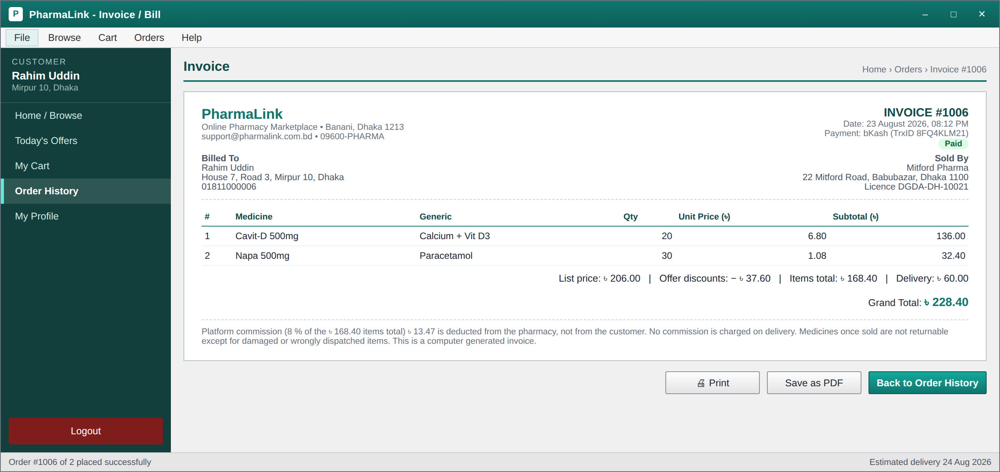 P PharmaLink - Invoice / Bill
File Browse Cart Orders Help
CUSTOMER
Rahim Uddin
Mirpur 10, Dhaka
Home / Browse
Today's Offers
My Cart
Order History
My Profile
Logout
Invoice
Home › Orders › Invoice #1006
PharmaLink
Online Pharmacy Marketplace • Banani, Dhaka 1213
support@pharmalink.com.bd • 09600-PHARMA
INVOICE #1006
Date: 23 August 2026, 08:12 PM
Payment: bKash (TrxID 8FQ4KLM21)
Paid
Billed To
Rahim Uddin
House 7, Road 3, Mirpur 10, Dhaka
01811000006
Sold By
Mitford Pharma
22 Mitford Road, Babubazar, Dhaka 1100
Licence DGDA-DH-10021
# Medicine Generic Qty Unit Price (৳) Subtotal (৳)
1 Cavit-D 500mg Calcium + Vit D3 20 6.80 136.00
2 Napa 500mg Paracetamol 30 1.08 32.40
List price: ৳ 206.00 | Offer discounts: − ৳ 37.60 | Items total: ৳ 168.40 | Delivery: ৳ 60.00
Grand Total: ৳ 228.40
Platform commission (8 % of the ৳ 168.40 items total) ৳ 13.47 is deducted from the pharmacy, not from the customer. No commission is charged on delivery. Medicines once sold are not returnable
except for damaged or wrongly dispatched items. This is a computer generated invoice.
🖨 Print Save as PDF Back to Order History
Order #1006 of 2 placed successfully
Estimated delivery 24 Aug 2026